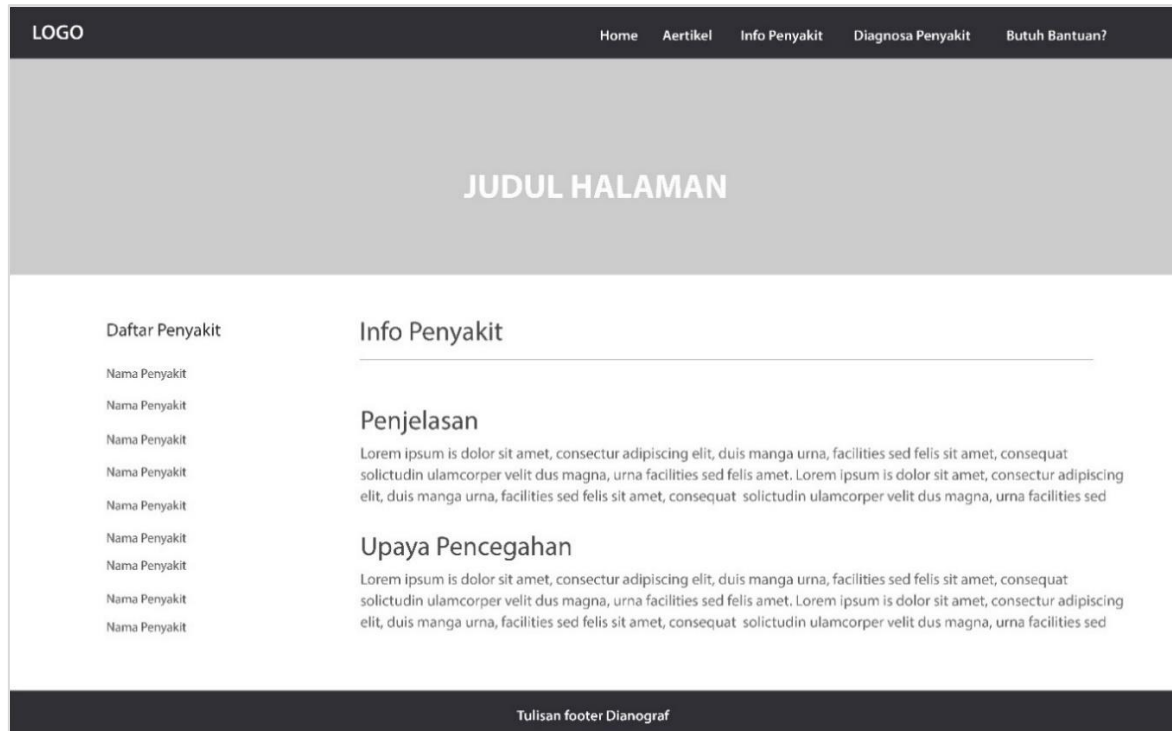 LOGO
Home Aertikel Info Penyakit Diagnosa Penyakit Butuh Bantuan?
JUDUL HALAMAN
Daftar Penyakit
Nama Penyakit
Nama Penyakit
Nama Penyakit
Nama Penyakit
Nama Penyakit
Nama Penyakit
Nama Penyakit
Nama Penyakit
Nama Penyakit
Info Penyakit
Penjelasan
Lorem ipsum is dolor sit amet, consectur adipiscing elit, duis manga urna, facilities sed felis sit amet, consequat
solictudin ulamcorper velit dus magna, urna facilities sed felis amet. Lorem ipsum is dolor sit amet, consectur adipiscing
elit, duis manga urna, facilities sed felis sit amet, consequat solictudin ulamcorper velit dus magna, urna facilities sed
Upaya Pencegahan
Lorem ipsum is dolor sit amet, consectur adipiscing elit, duis manga urna, facilities sed felis sit amet, consequat
solictudin ulamcorper velit dus magna, urna facilities sed felis amet. Lorem ipsum is dolor sit amet, consectur adipiscing
elit, duis manga urna, facilities sed felis sit amet, consequat solictudin ulamcorper velit dus magna, urna facilities sed
Tulisan footer Dianograf